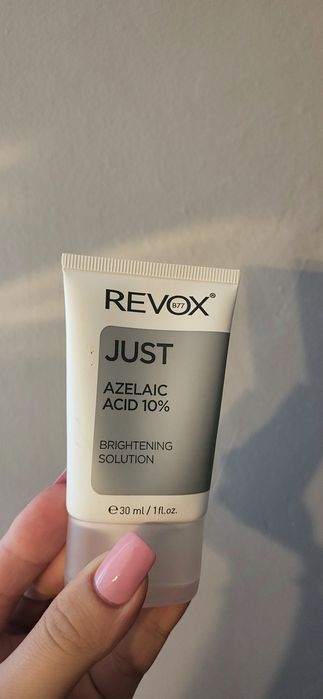 REVOX B77®
JUST
AZELAIC
ACID 10%
BRIGHTENING
SOLUTION
℮ 30 ml / 1 fl.oz.